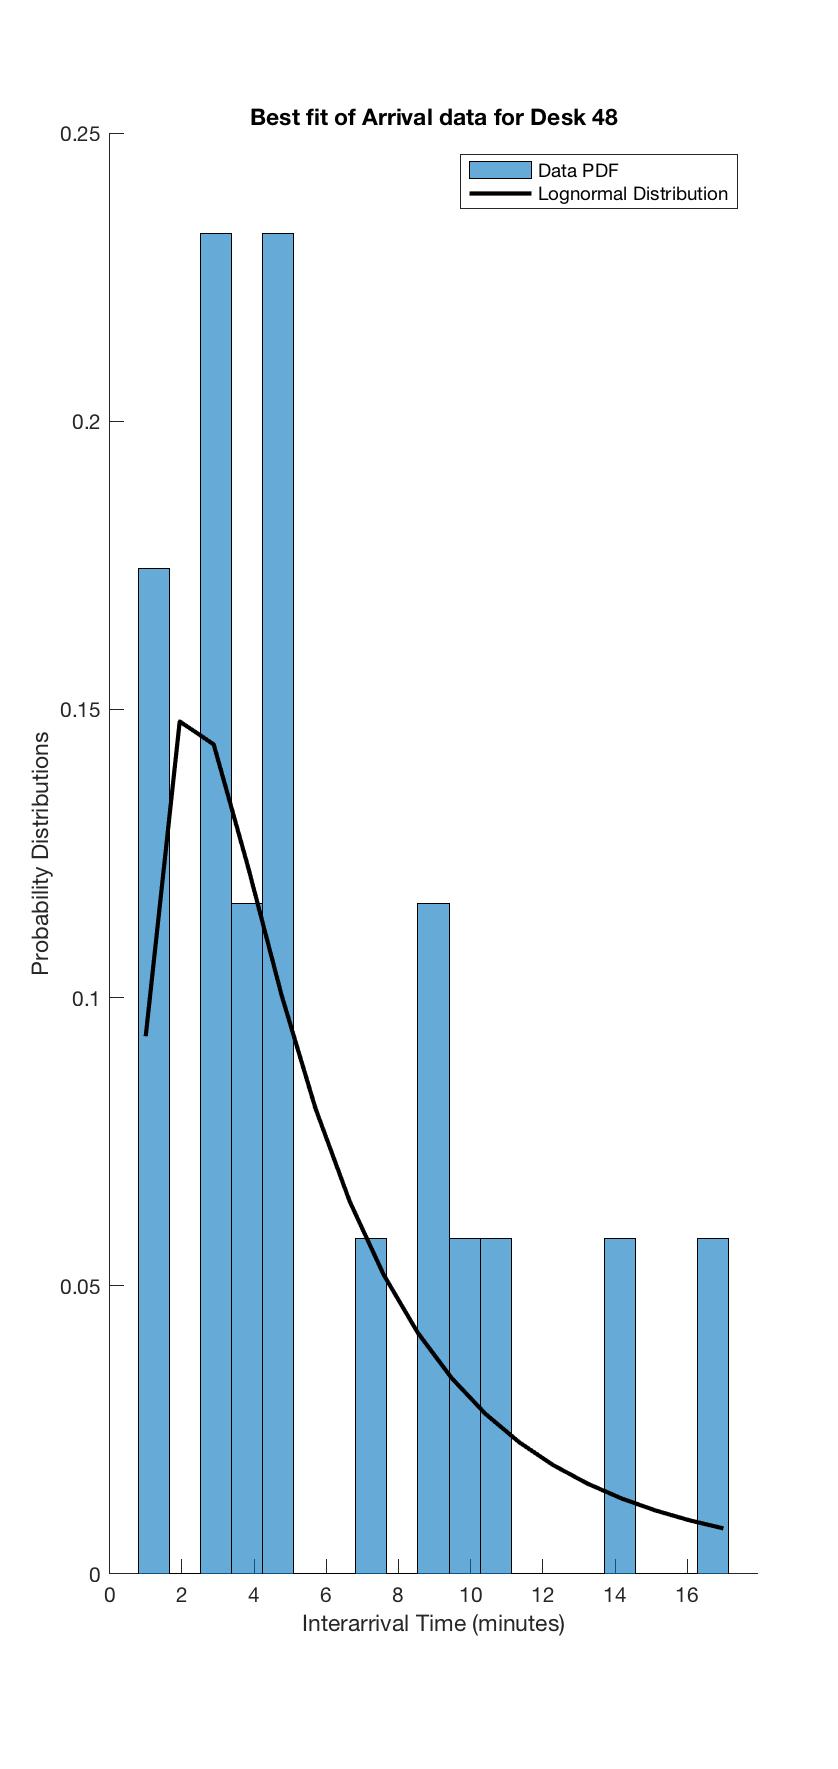 Best fit of Arrival data for Desk 48
Data PDF
Lognormal Distribution
0.25
0.2
0.15
0.1
0.05
0
Probability Distributions
0 2 4 6 8 10 12 14 16
Interarrival Time (minutes)